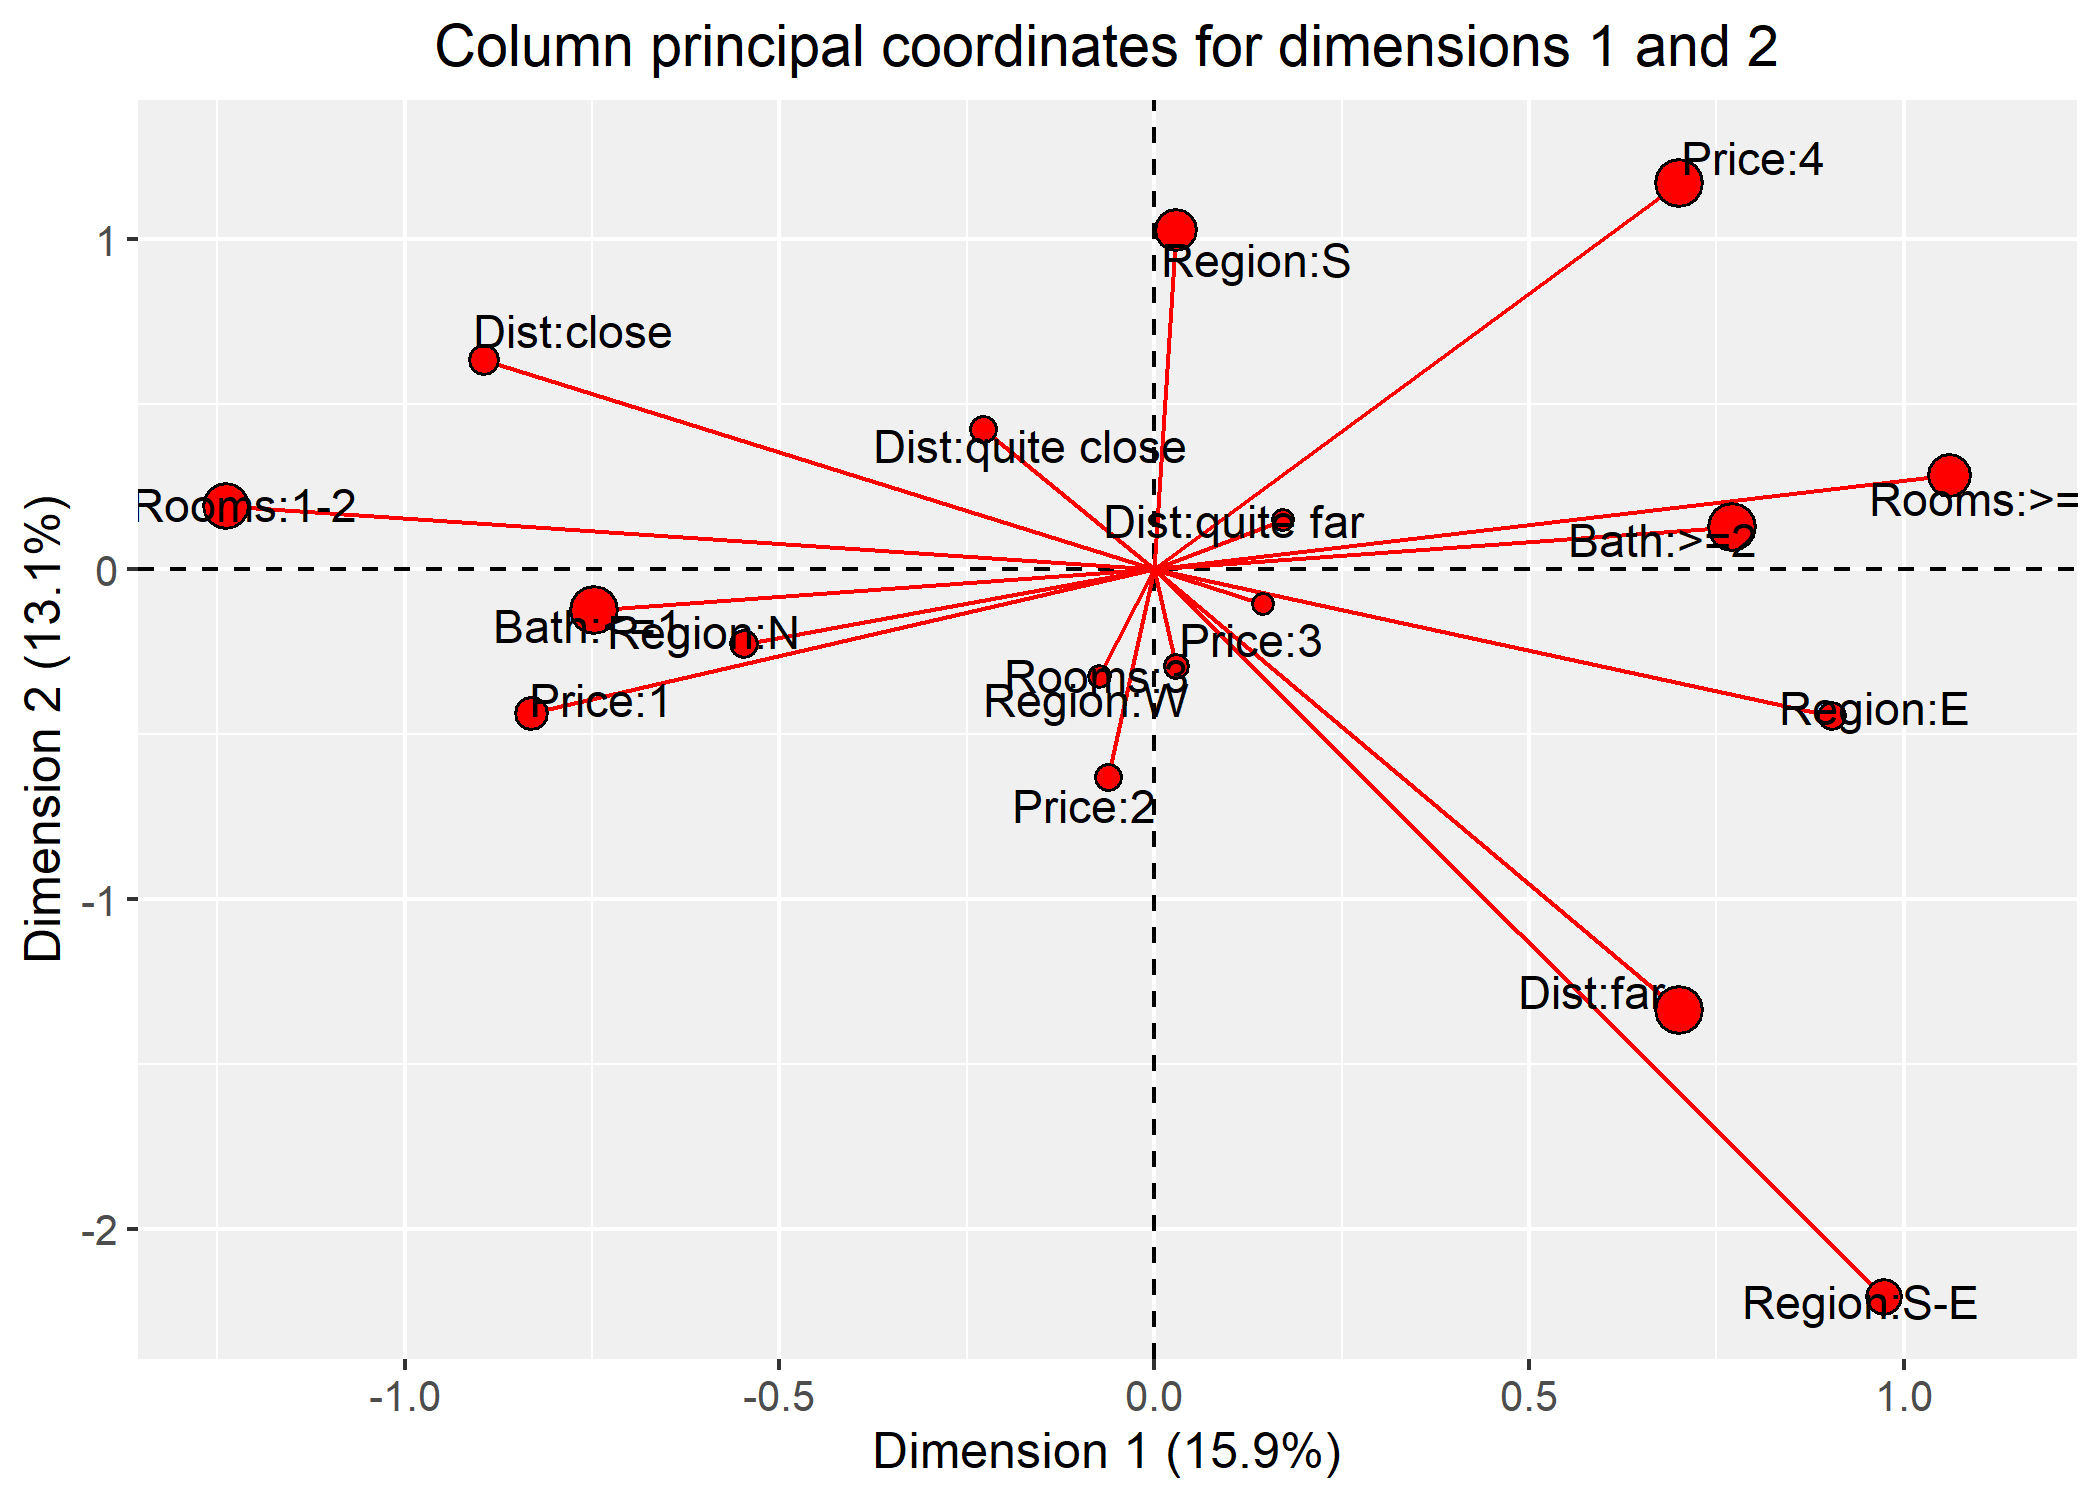 Column principal coordinates for dimensions 1 and 2
Price:4
Region:S
Dist:close
Dist:quite close
Rooms:1-2
Rooms:>=
Dist:quite far
Bath:>=2
Bath:<=1
Region:N
Price:3
Rooms:3
Region:W
Price:1
Region:E
Price:2
Dist:far
Region:S-E
1
0
-1
-2
-1.0
-0.5
0.0
0.5
1.0
Dimension 1 (15.9%)
Dimension 2 (13.1%)